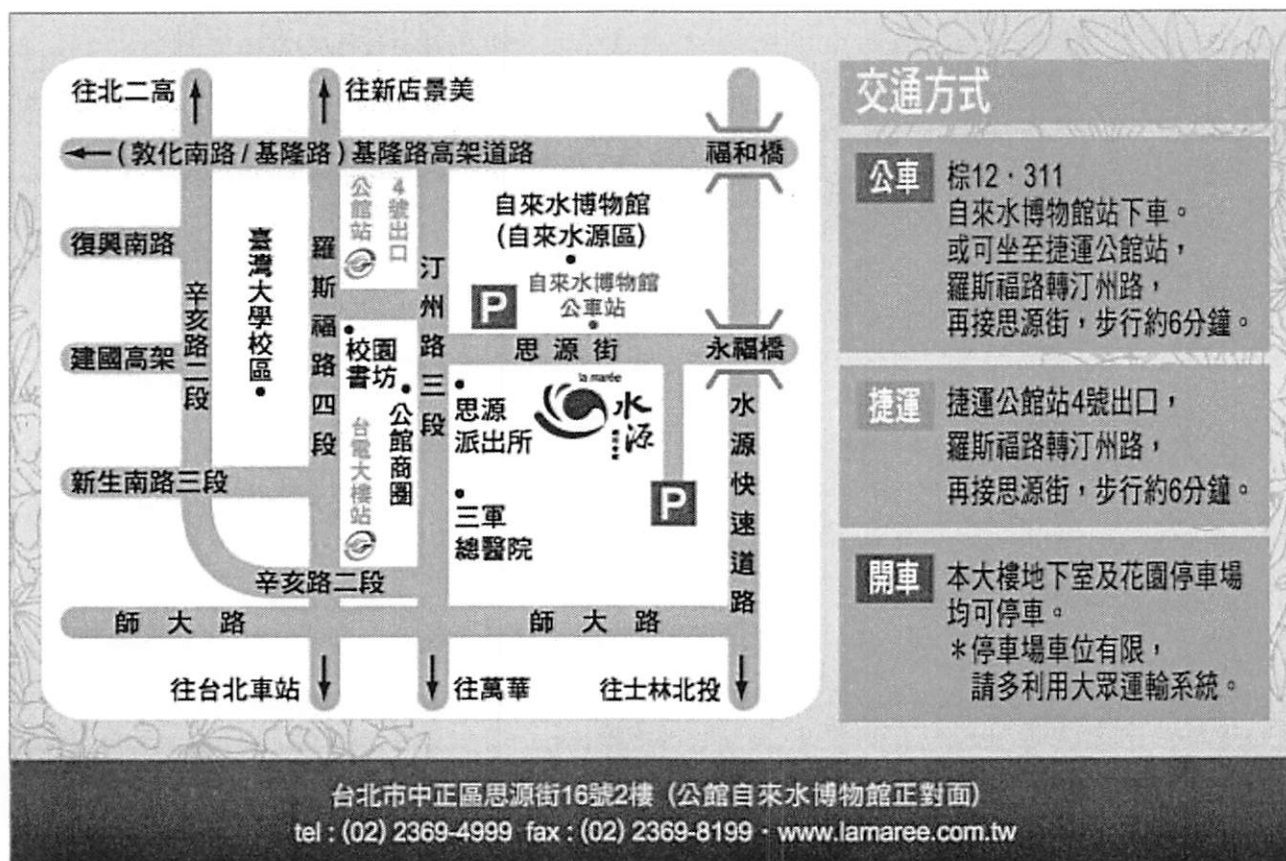 往北二高
往新店景美
(敦化南路/基隆路)基隆路高架道路
福和橋
公館站
4號出口
自來水博物館
(自來水源區)
復興南路
臺灣大學校區
羅斯福路四段
汀州路三段
辛亥路二段
P
自來水博物館
公車站
建國高架
校園
書坊
思源街
永福橋
公館商圈
思源
派出所
la marée
水源
水源快速道路
新生南路三段
台電大樓站
三軍
總醫院
P
辛亥路二段
師大路
師大路
往台北車站
往萬華
往士林北投
交通方式
公車
棕12．311
自來水博物館站下車。
或可坐至捷運公館站，
羅斯福路轉汀州路，
再接思源街，步行約6分鐘。
捷運
捷運公館站4號出口，
羅斯福路轉汀州路，
再接思源街，步行約6分鐘。
開車
本大樓地下室及花園停車場
均可停車。
＊停車場車位有限，
請多利用大眾運輸系統。
台北市中正區思源街16號2樓 (公館自來水博物館正對面)
tel : (02) 2369-4999 fax : (02) 2369-8199．www.lamaree.com.tw